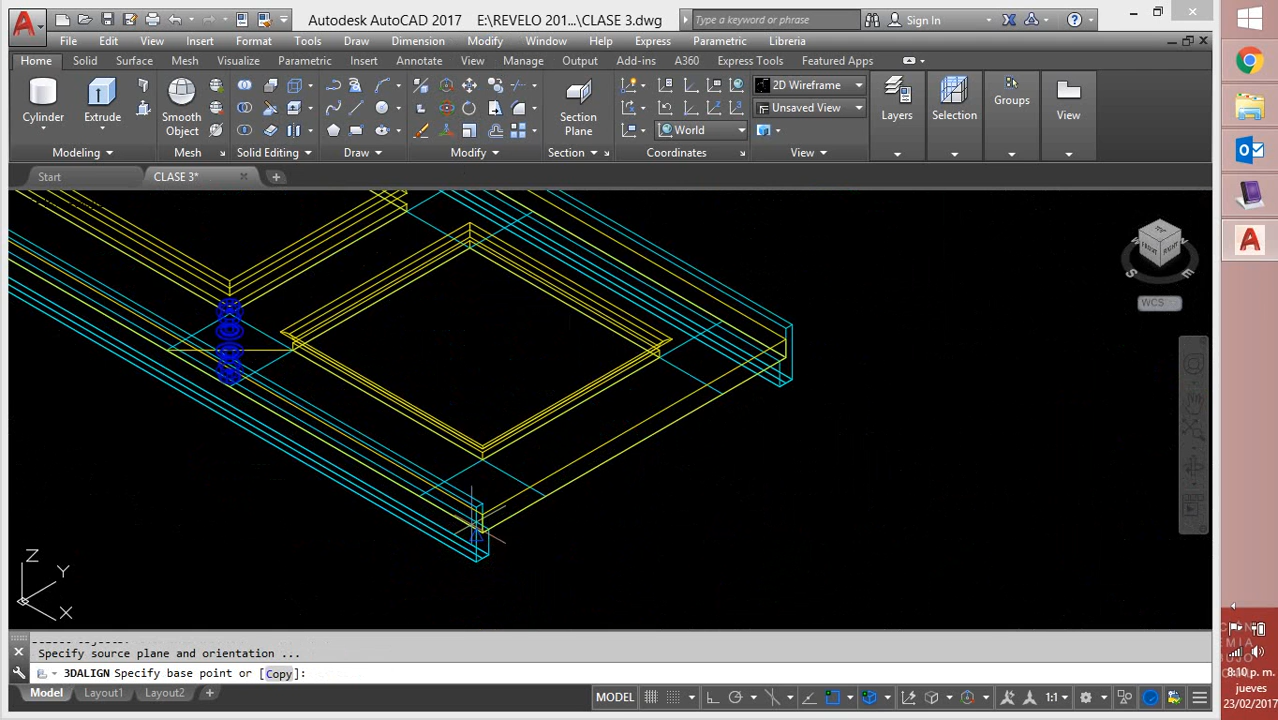 Autodesk AutoCAD 2017 E:\REVELO 201...\CLASE 3.dwg
Type a keyword or phrase
Sign In
File Edit View Insert Format Tools Draw Dimension Modify Window Help Express Parametric Libreria
Home Solid Surface Mesh Visualize Parametric Insert Annotate View Manage Output Add-ins A360 Express Tools Featured Apps
2D Wireframe
Unsaved View
World
Cylinder
Extrude
Smooth
Object
Section
Plane
Layers
Selection
Groups
View
Modeling
Mesh
Solid Editing
Draw
Modify
Section
Coordinates
View
Start
CLASE 3*
TOP
FRONT
RIGHT
W
N
S
E
WCS
Z
Y
X
Specify source plane and orientation ...
3DALIGN Specify base point or [Copy]:
Model
Layout1
Layout2
MODEL
1:1
8:10 p. m.
jueves
23/02/2017